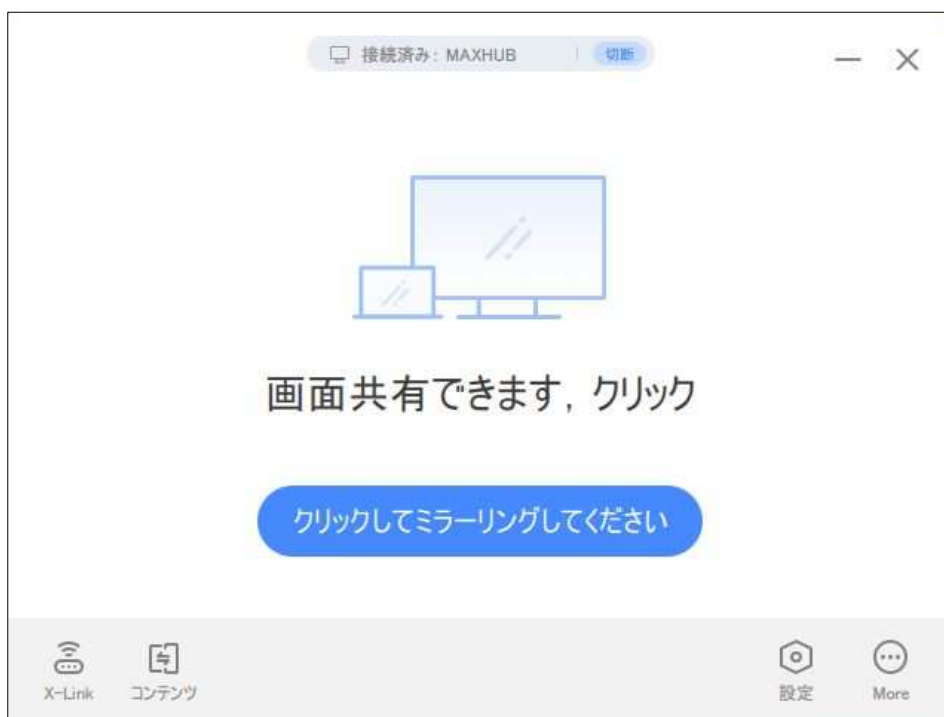 接続済み: MAXHUB 切断
画面共有できます, クリック
クリックしてミラーリングしてください
X-Link コンテンツ 設定 More